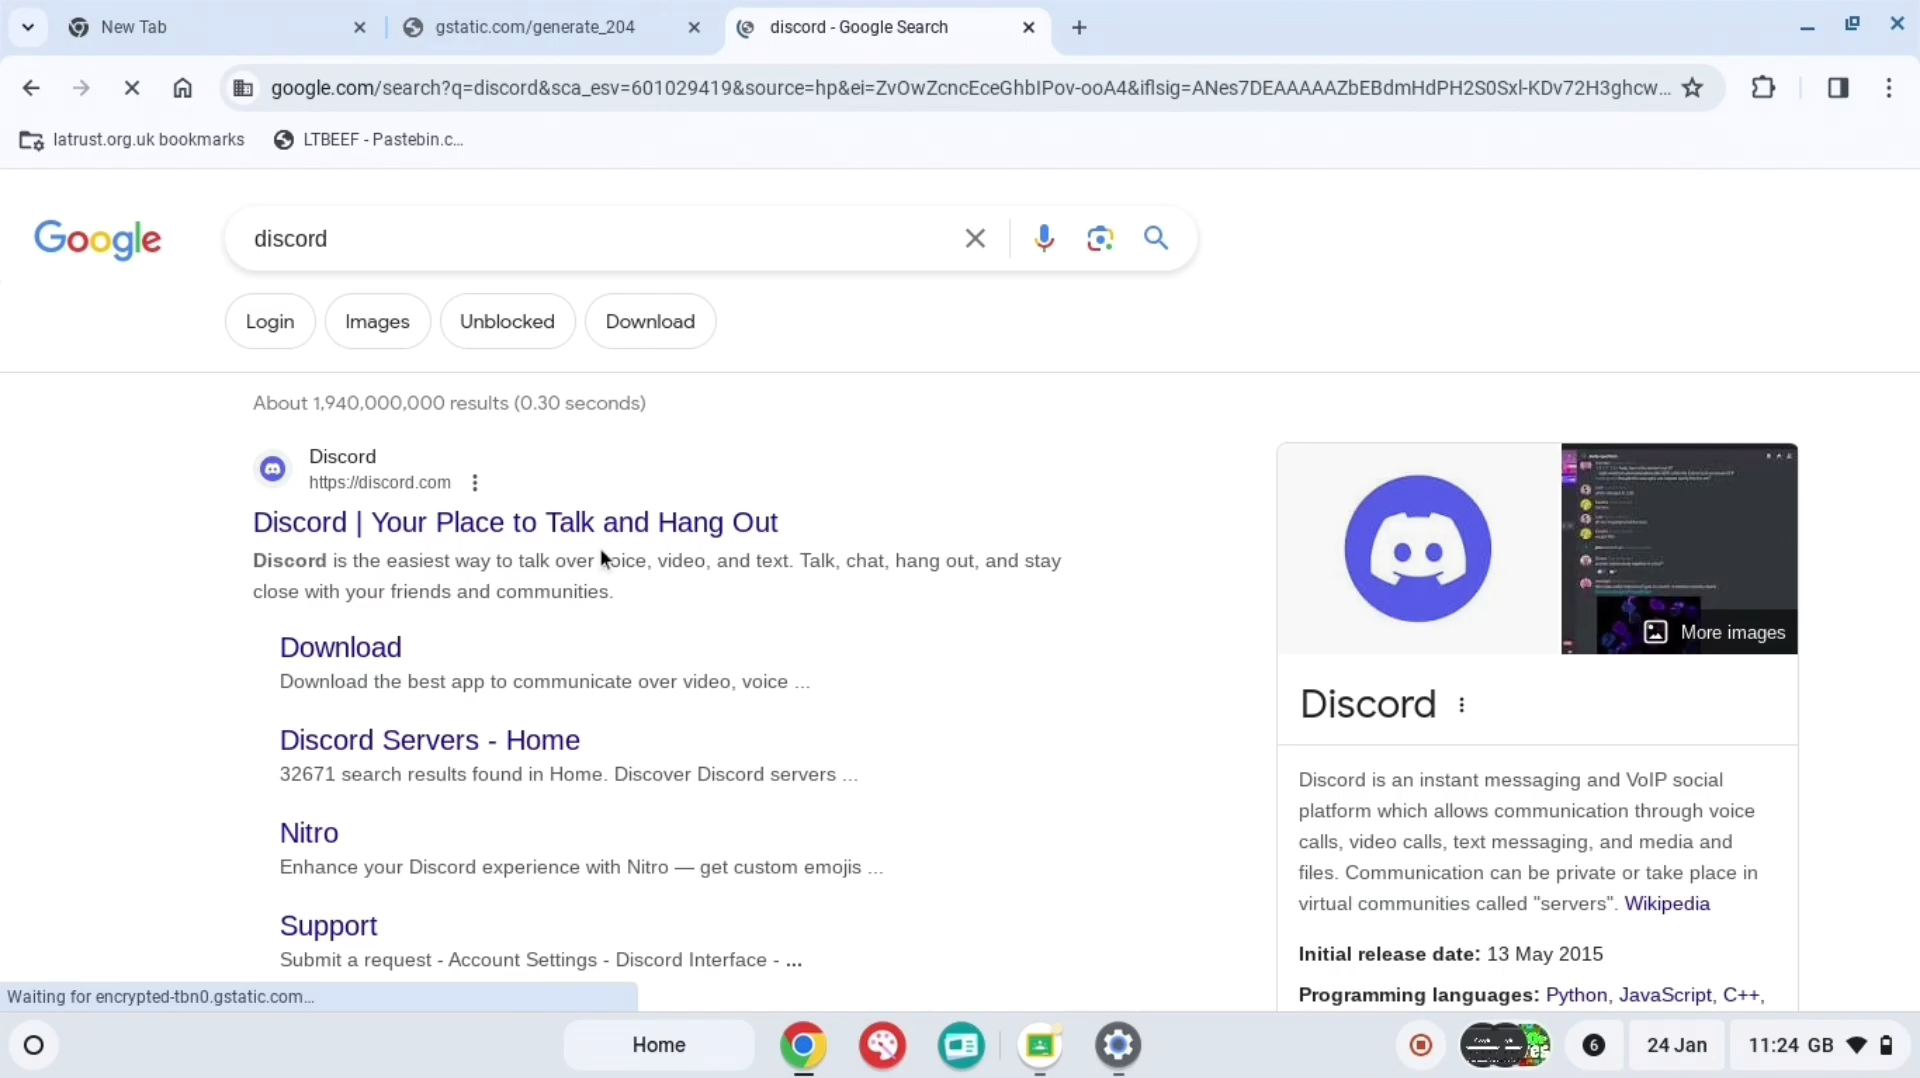 New Tab
gstatic.com/generate_204
discord - Google Search
google.com/search?q=discord&sca_esv=601029419&source=hp&ei=ZvOwZcncEceGhbIPov-ooA4&iflsig=ANes7DEAAAAAZbEBdmHdPH2S0Sxl-KDv72H3ghcw...
latrust.org.uk bookmarks
LTBEEF - Pastebin.c...
Google
discord
Login
Images
Unblocked
Download
About 1,940,000,000 results (0.30 seconds)
Discord
https://discord.com
Discord | Your Place to Talk and Hang Out
Discord is the easiest way to talk over voice, video, and text. Talk, chat, hang out, and stay
close with your friends and communities.
Download
Download the best app to communicate over video, voice ...
Discord Servers - Home
32671 search results found in Home. Discover Discord servers ...
Nitro
Enhance your Discord experience with Nitro — get custom emojis ...
Support
Submit a request - Account Settings - Discord Interface - ...
More images
Discord
Discord is an instant messaging and VoIP social
platform which allows communication through voice
calls, video calls, text messaging, and media and
files. Communication can be private or take place in
virtual communities called "servers". Wikipedia
Initial release date: 13 May 2015
Programming languages: Python, JavaScript, C++,
Waiting for encrypted-tbn0.gstatic.com...
Home
6
24 Jan
11:24 GB